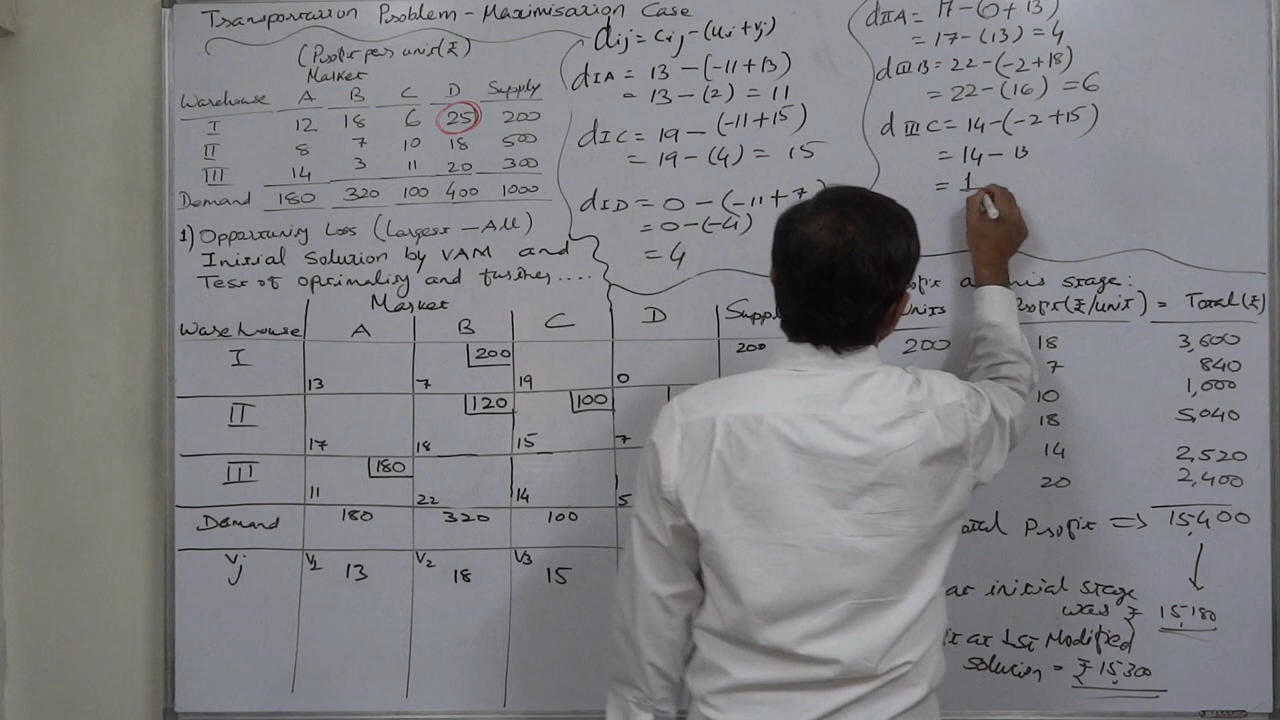 Transportation Problem - Maximisation Case
(Profit per unit (₹)
Market
Warehouse A B C D Supply
I 12 18 6 25 200
II 8 7 10 18 500
III 14 3 11 20 300
Demand 180 320 100 400 1000
1) Opportunity Loss (Largest - All)
Initial Solution by VAM and
Test of optimality and further....
dij = Cij - (ui + vj)
dIA = 13 - (-11 + 13)
= 13 - (2) = 11
dIC = 19 - (-11 + 15)
= 19 - (4) = 15
dID = 0 - (-11 + 7
= 0 - (-4)
= 4
dIIA = 17 - (0 + 13)
= 17 - (13) = 4
dIIIB = 22 - (-2 + 18)
= 22 - (16) = 6
dIIIC = 14 - (-2 + 15)
= 14 - 13
= 1
Market
Warehouse A B C D
I 200 200
13 7 19 0
II 120 100
17 18 15 7
III 180
11 22 14 5
Demand 180 320 100
Vj V1 13 V2 18 V3 15
stage:
Units (₹/unit) = Total (₹)
200 18 3,600
7 840
10 1,000
18 5,040
14 2,520
20 2,400
Profit => 15,400
at initial stage
was ₹ 15,180
at 1st Modified
solution = ₹ 15,300